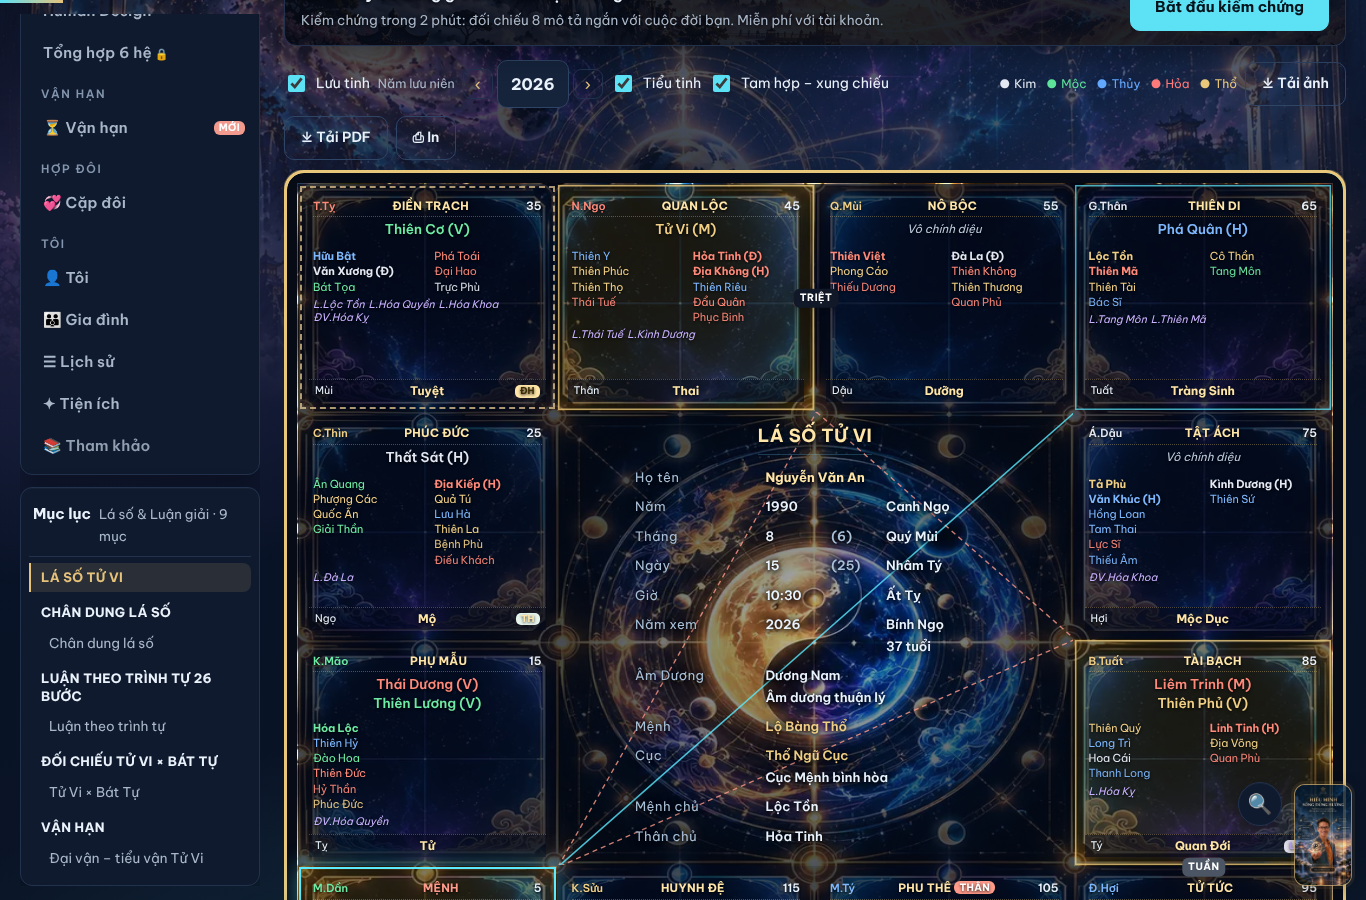 Tổng hợp 6 hệ
VẬN HẠN
Vận hạn MỚI
HỢP ĐÔI
Cặp đôi
TÔI
Tôi
Gia đình
Lịch sử
Tiện ích
Tham khảo
Mục lục Lá số & Luận giải · 9 mục
LÁ SỐ TỬ VI
CHÂN DUNG LÁ SỐ
Chân dung lá số
LUẬN THEO TRÌNH TỰ 26 BƯỚC
Luận theo trình tự
ĐỐI CHIẾU TỬ VI × BÁT TỰ
Tử Vi × Bát Tự
VẬN HẠN
Đại vận – tiểu vận Tử Vi
Kiểm chứng trong 2 phút: đối chiếu 8 mô tả ngắn với cuộc đời bạn. Miễn phí với tài khoản.
Bắt đầu kiểm chứng
Lưu tinh Năm lưu niên ‹ 2026 › Tiểu tinh Tam hợp – xung chiếu
Kim Mộc Thủy Hỏa Thổ Tải ảnh
Tải PDF In
T.Tỵ ĐIỀN TRẠCH 35
Thiên Cơ (V)
Hữu Bật Phá Toái
Văn Xương (Đ) Đại Hao
Bát Tọa Trực Phù
L.Lộc Tồn L.Hóa Quyền L.Hóa Khoa
ĐV.Hóa Kỵ
Mùi Tuyệt ĐH
N.Ngọ QUAN LỘC 45
Tử Vi (M)
Thiên Y Hỏa Tinh (Đ)
Thiên Phúc Địa Không (H)
Thiên Thọ Thiên Riêu
Thái Tuế Đẩu Quân
Phục Binh
L.Thái Tuế L.Kình Dương
Thân Thai
TRIỆT
Q.Mùi NÔ BỘC 55
Vô chính diệu
Thiên Việt Đà La (Đ)
Phong Cáo Thiên Không
Thiếu Dương Thiên Thương
Quan Phủ
Dậu Dưỡng
G.Thân THIÊN DI 65
Phá Quân (H)
Lộc Tồn Cô Thần
Thiên Mã Tang Môn
Thiên Tài
Bác Sĩ
L.Tang Môn L.Thiên Mã
Tuất Tràng Sinh
C.Thìn PHÚC ĐỨC 25
Thất Sát (H)
Ân Quang Địa Kiếp (H)
Phượng Các Quả Tú
Quốc Ấn Lưu Hà
Giải Thần Thiên La
Bệnh Phù
Điếu Khách
L.Đà La
Ngọ Mộ
LÁ SỐ TỬ VI
Họ tên Nguyễn Văn An
Năm 1990 Canh Ngọ
Tháng 8 (6) Quý Mùi
Ngày 15 (25) Nhâm Tý
Giờ 10:30 Ất Tỵ
Năm xem 2026 Bính Ngọ
37 tuổi
Âm Dương Dương Nam
Âm dương thuận lý
Mệnh Lộ Bàng Thổ
Cục Thổ Ngũ Cục
Cục Mệnh bình hòa
Mệnh chủ Lộc Tồn
Thân chủ Hỏa Tinh
Á.Dậu TẬT ÁCH 75
Vô chính diệu
Tả Phù Kình Dương (H)
Văn Khúc (H) Thiên Sứ
Hồng Loan
Tam Thai
Lực Sĩ
Thiếu Âm
ĐV.Hóa Khoa
Hợi Mộc Dục
K.Mão PHỤ MẪU 15
Thái Dương (V)
Thiên Lương (V)
Hóa Lộc
Thiên Hỷ
Đào Hoa
Thiên Đức
Hỷ Thần
Phúc Đức
ĐV.Hóa Quyền
Tỵ Tử
B.Tuất TÀI BẠCH 85
Liêm Trinh (M)
Thiên Phủ (V)
Thiên Quý Linh Tinh (H)
Long Trì Địa Võng
Hoa Cái Quan Phù
Thanh Long
L.Hóa Kỵ
Tý Quan Đới
TUẦN
M.Dần MỆNH 5
K.Sửu HUYNH ĐỆ 115
M.Tý PHU THÊ THÂN 105
Đ.Hợi TỬ TỨC 95